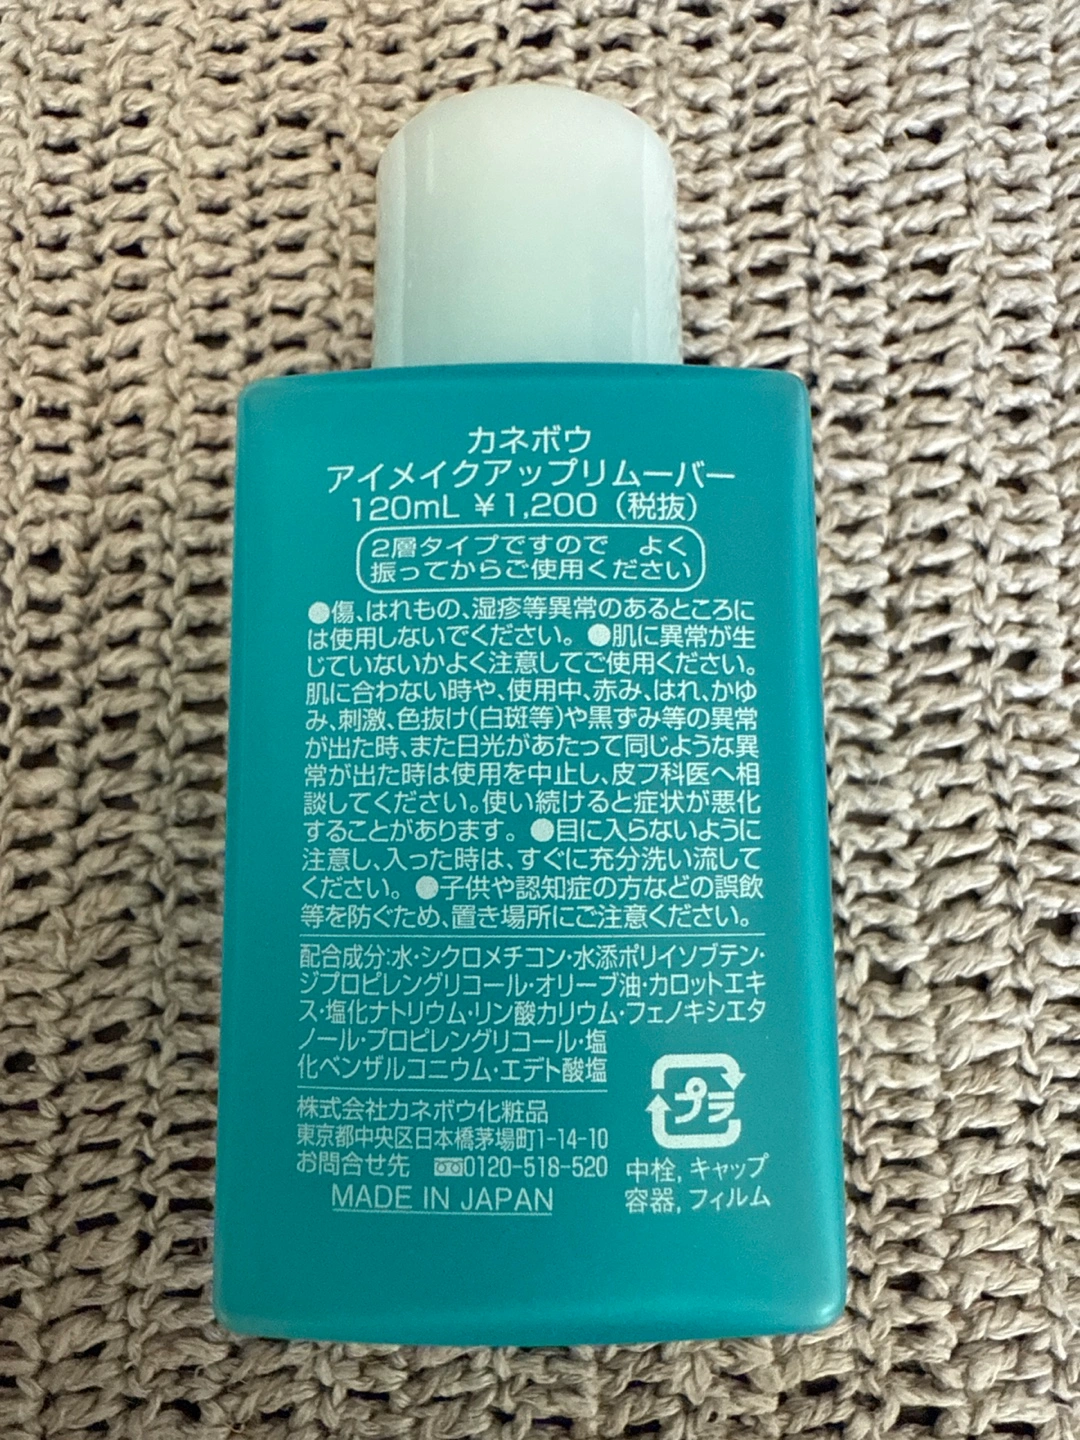 カネボウ
アイメイクアップリムーバー
120mL ¥1,200（税抜）
2層タイプですので よく
振ってからご使用ください
●傷、はれもの、湿疹等異常のあるところに
は使用しないでください。●肌に異常が生
じていないかよく注意してご使用ください。
肌に合わない時や、使用中、赤み、はれ、かゆ
み、刺激、色抜け(白斑等)や黒ずみ等の異常
が出た時、また日光があたって同じような異
常が出た時は使用を中止し、皮フ科医へ相
談してください。使い続けると症状が悪化
することがあります。●目に入らないように
注意し、入った時は、すぐに充分洗い流して
ください。●子供や認知症の方などの誤飲
等を防ぐため、置き場所にご注意ください。
配合成分:水・シクロメチコン・水添ポリイソブテン・
ジプロピレングリコール・オリーブ油・カロットエキ
ス・塩化ナトリウム・リン酸カリウム・フェノキシエタ
ノール・プロピレングリコール・塩
化ベンザルコニウム・エデト酸塩
株式会社カネボウ化粧品
東京都中央区日本橋茅場町1-14-10
お問合せ先 0120-518-520
MADE IN JAPAN
プラ
中栓, キャップ
容器, フィルム